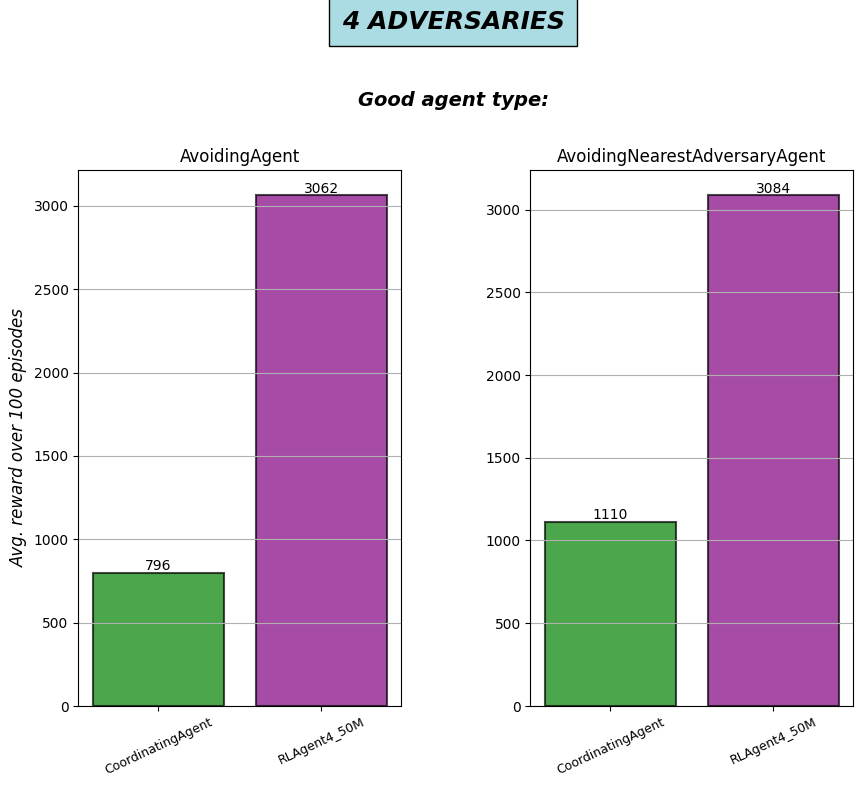 4 ADVERSARIES
Good agent type:
AvoidingAgent
Avg. reward over 100 episodes
3000
2500
2000
1500
1000
500
0
796
3062
CoordinatingAgent
RLAgent4_50M
AvoidingNearestAdversaryAgent
3000
2500
2000
1500
1000
500
0
1110
3084
CoordinatingAgent
RLAgent4_50M